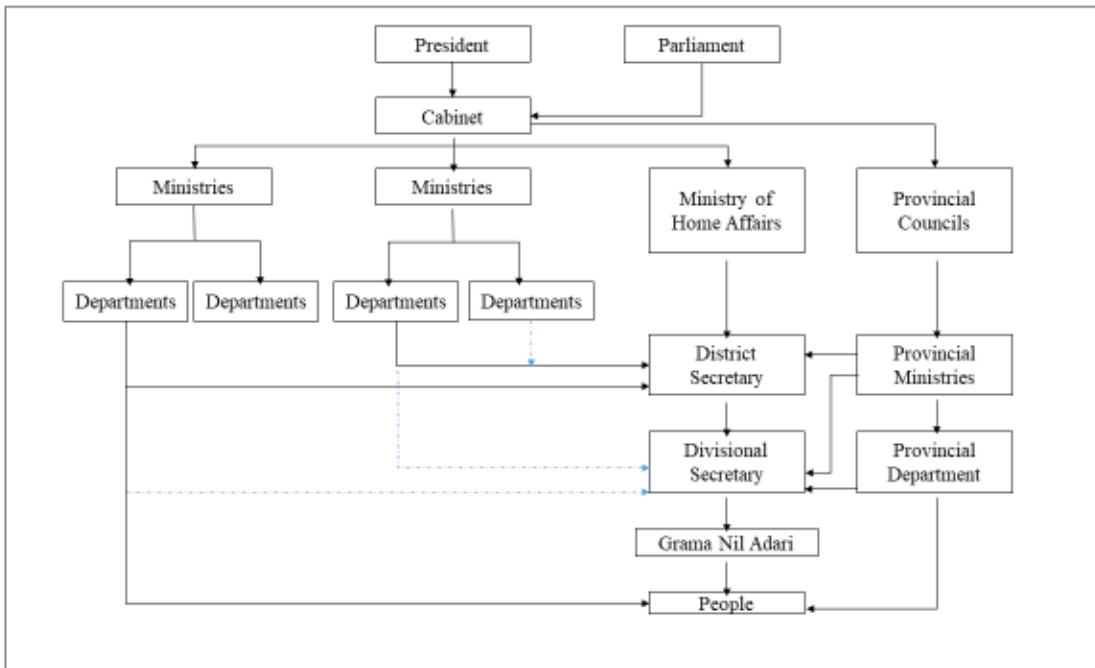 President
Parliament
Cabinet
Ministries
Ministries
Ministry of
Home Affairs
Provincial
Councils
Departments
Departments
Departments
Departments
District
Secretary
Provincial
Ministries
Divisional
Secretary
Provincial
Department
Grama Nil Adari
People